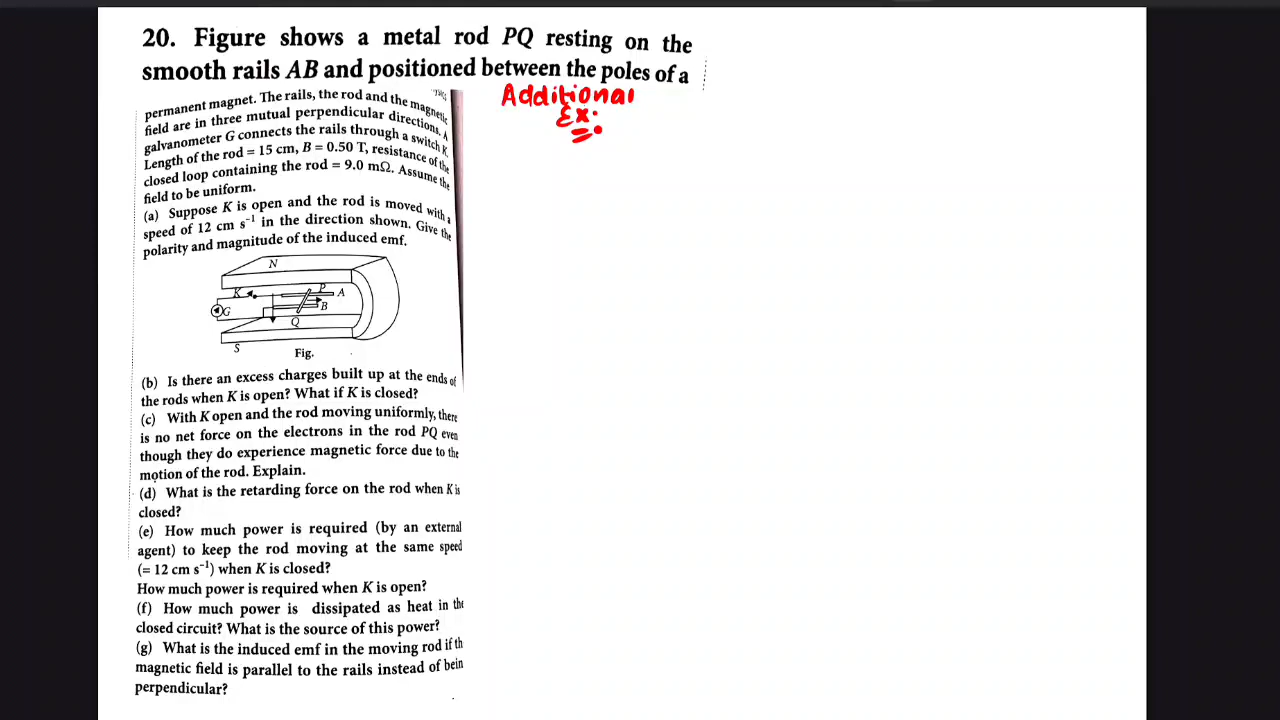 20. Figure shows a metal rod PQ resting on the
smooth rails AB and positioned between the poles of a
Additional
Ex:
permanent magnet. The rails, the rod and the magnetic
field are in three mutual perpendicular directions. A
galvanometer G connects the rails through a switch K.
Length of the rod = 15 cm, B = 0.50 T, resistance of the
closed loop containing the rod = 9.0 mΩ. Assume the
field to be uniform.
(a) Suppose K is open and the rod is moved with a
speed of 12 cm s⁻¹ in the direction shown. Give the
polarity and magnitude of the induced emf.
N
K
P
A
G
B
Q
S
Fig.
(b) Is there an excess charges built up at the ends of
the rods when K is open? What if K is closed?
(c) With K open and the rod moving uniformly, there
is no net force on the electrons in the rod PQ even
though they do experience magnetic force due to the
motion of the rod. Explain.
(d) What is the retarding force on the rod when K is
closed?
(e) How much power is required (by an external
agent) to keep the rod moving at the same speed
(= 12 cm s⁻¹) when K is closed?
How much power is required when K is open?
(f) How much power is dissipated as heat in the
closed circuit? What is the source of this power?
(g) What is the induced emf in the moving rod if th
magnetic field is parallel to the rails instead of bein
perpendicular?